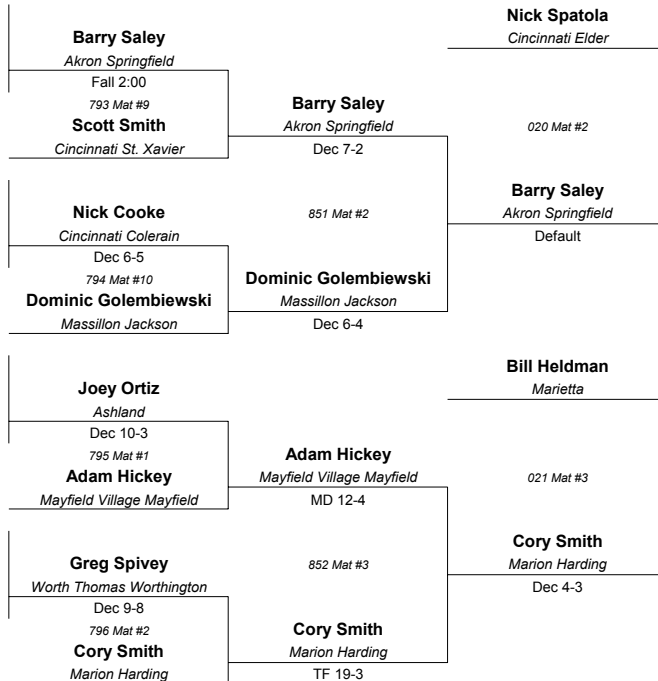 Nick Spatola
Cincinnati Elder
Barry Saley
Akron Springfield
Fall 2:00
793 Mat #9
Scott Smith
Cincinnati St. Xavier
Barry Saley
Akron Springfield
Dec 7-2
020 Mat #2
Nick Cooke
Cincinnati Colerain
Dec 6-5
794 Mat #10
Dominic Golembiewski
Massillon Jackson
851 Mat #2
Dominic Golembiewski
Massillon Jackson
Dec 6-4
Barry Saley
Akron Springfield
Default
Bill Heldman
Marietta
Joey Ortiz
Ashland
Dec 10-3
795 Mat #1
Adam Hickey
Mayfield Village Mayfield
Adam Hickey
Mayfield Village Mayfield
MD 12-4
021 Mat #3
Greg Spivey
Worth Thomas Worthington
Dec 9-8
796 Mat #2
Cory Smith
Marion Harding
852 Mat #3
Cory Smith
Marion Harding
TF 19-3
Cory Smith
Marion Harding
Dec 4-3